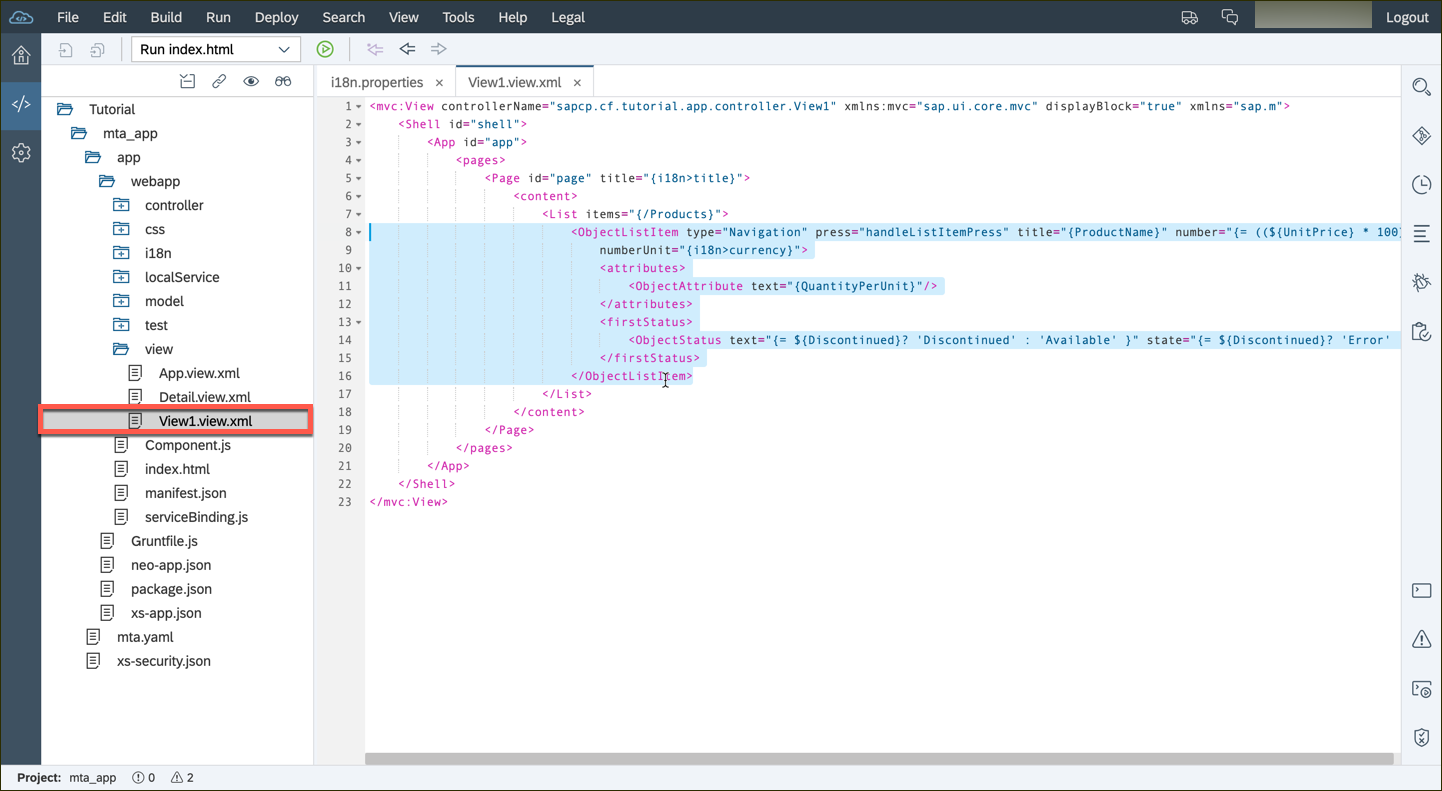 File Edit Build Run Deploy Search View Tools Help Legal Logout
Run index.html
i18n.properties × View1.view.xml ×
Tutorial
mta_app
app
webapp
controller
css
i18n
localService
model
test
view
App.view.xml
Detail.view.xml
View1.view.xml
Component.js
index.html
manifest.json
serviceBinding.js
Gruntfile.js
neo-app.json
package.json
xs-app.json
mta.yaml
xs-security.json
1 <mvc:View controllerName="sapcp.cf.tutorial.app.controller.View1" xmlns:mvc="sap.ui.core.mvc" displayBlock="true" xmlns="sap.m">
2 <Shell id="shell">
3 <App id="app">
4 <pages>
5 <Page id="page" title="{i18n>title}">
6 <content>
7 <List items="{/Products}">
8 <ObjectListItem type="Navigation" press="handleListItemPress" title="{ProductName}" number="{= ((${UnitPrice} * 100)
9 numberUnit="{i18n>currency}">
10 <attributes>
11 <ObjectAttribute text="{QuantityPerUnit}"/>
12 </attributes>
13 <firstStatus>
14 <ObjectStatus text="{= ${Discontinued}? 'Discontinued' : 'Available' }" state="{= ${Discontinued}? 'Error'
15 </firstStatus>
16 </ObjectListItem>
17 </List>
18 </content>
19 </Page>
20 </pages>
21 </App>
22 </Shell>
23 </mvc:View>
Project: mta_app 0 2